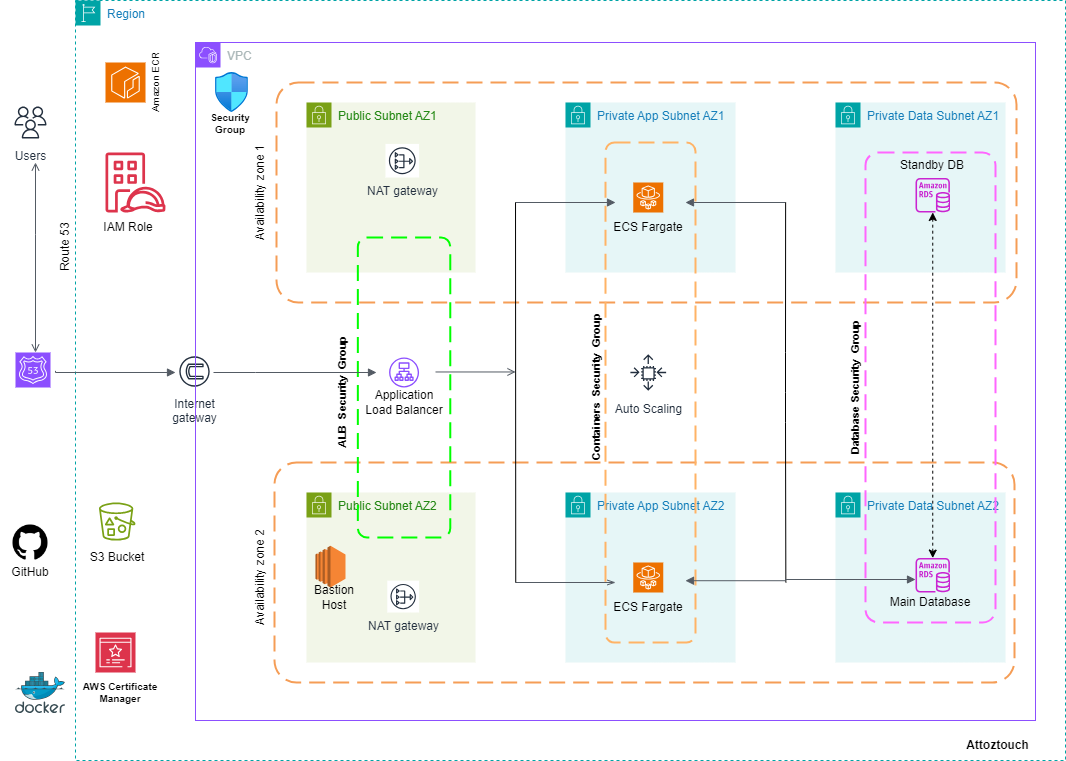 Region
VPC
Amazon ECR
Security
Group
Users
IAM Role
Route 53
Availability zone 1
Public Subnet AZ1
NAT gateway
Private App Subnet AZ1
ECS Fargate
Private Data Subnet AZ1
Standby DB
Amazon
RDS
53
Internet
gateway
ALB Security Group
Application
Load Balancer
Containers Security Group
Auto Scaling
Database Security Group
GitHub
S3 Bucket
Availability zone 2
Public Subnet AZ2
Bastion
Host
NAT gateway
Private App Subnet AZ2
ECS Fargate
Private Data Subnet AZ2
Amazon
RDS
Main Database
docker
AWS Certificate
Manager
Attoztouch